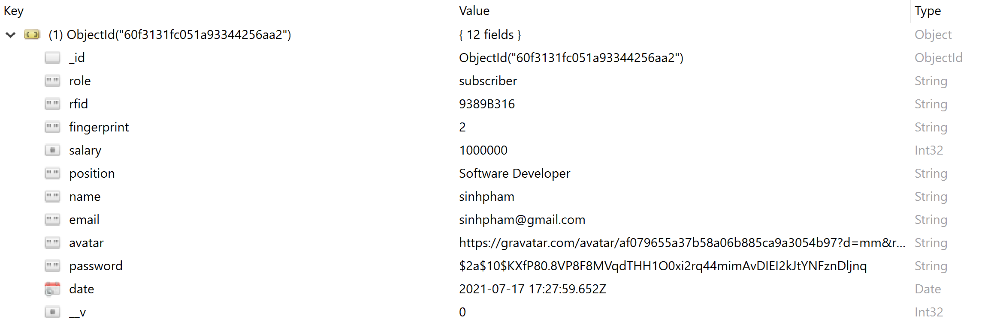 Key Value Type
(1) ObjectId("60f3131fc051a93344256aa2") { 12 fields } Object
_id ObjectId("60f3131fc051a93344256aa2") ObjectId
role subscriber String
rfid 9389B316 String
fingerprint 2 String
salary 1000000 Int32
position Software Developer String
name sinhpham String
email sinhpham@gmail.com String
avatar https://gravatar.com/avatar/af079655a37b58a06b885ca9a3054b97?d=mm&r... String
password $2a$10$KXfP80.8VP8F8MVqdTHH1O0xi2rq44mimAvDIEI2kJtYNFznDljnq String
date 2021-07-17 17:27:59.652Z Date
__v 0 Int32